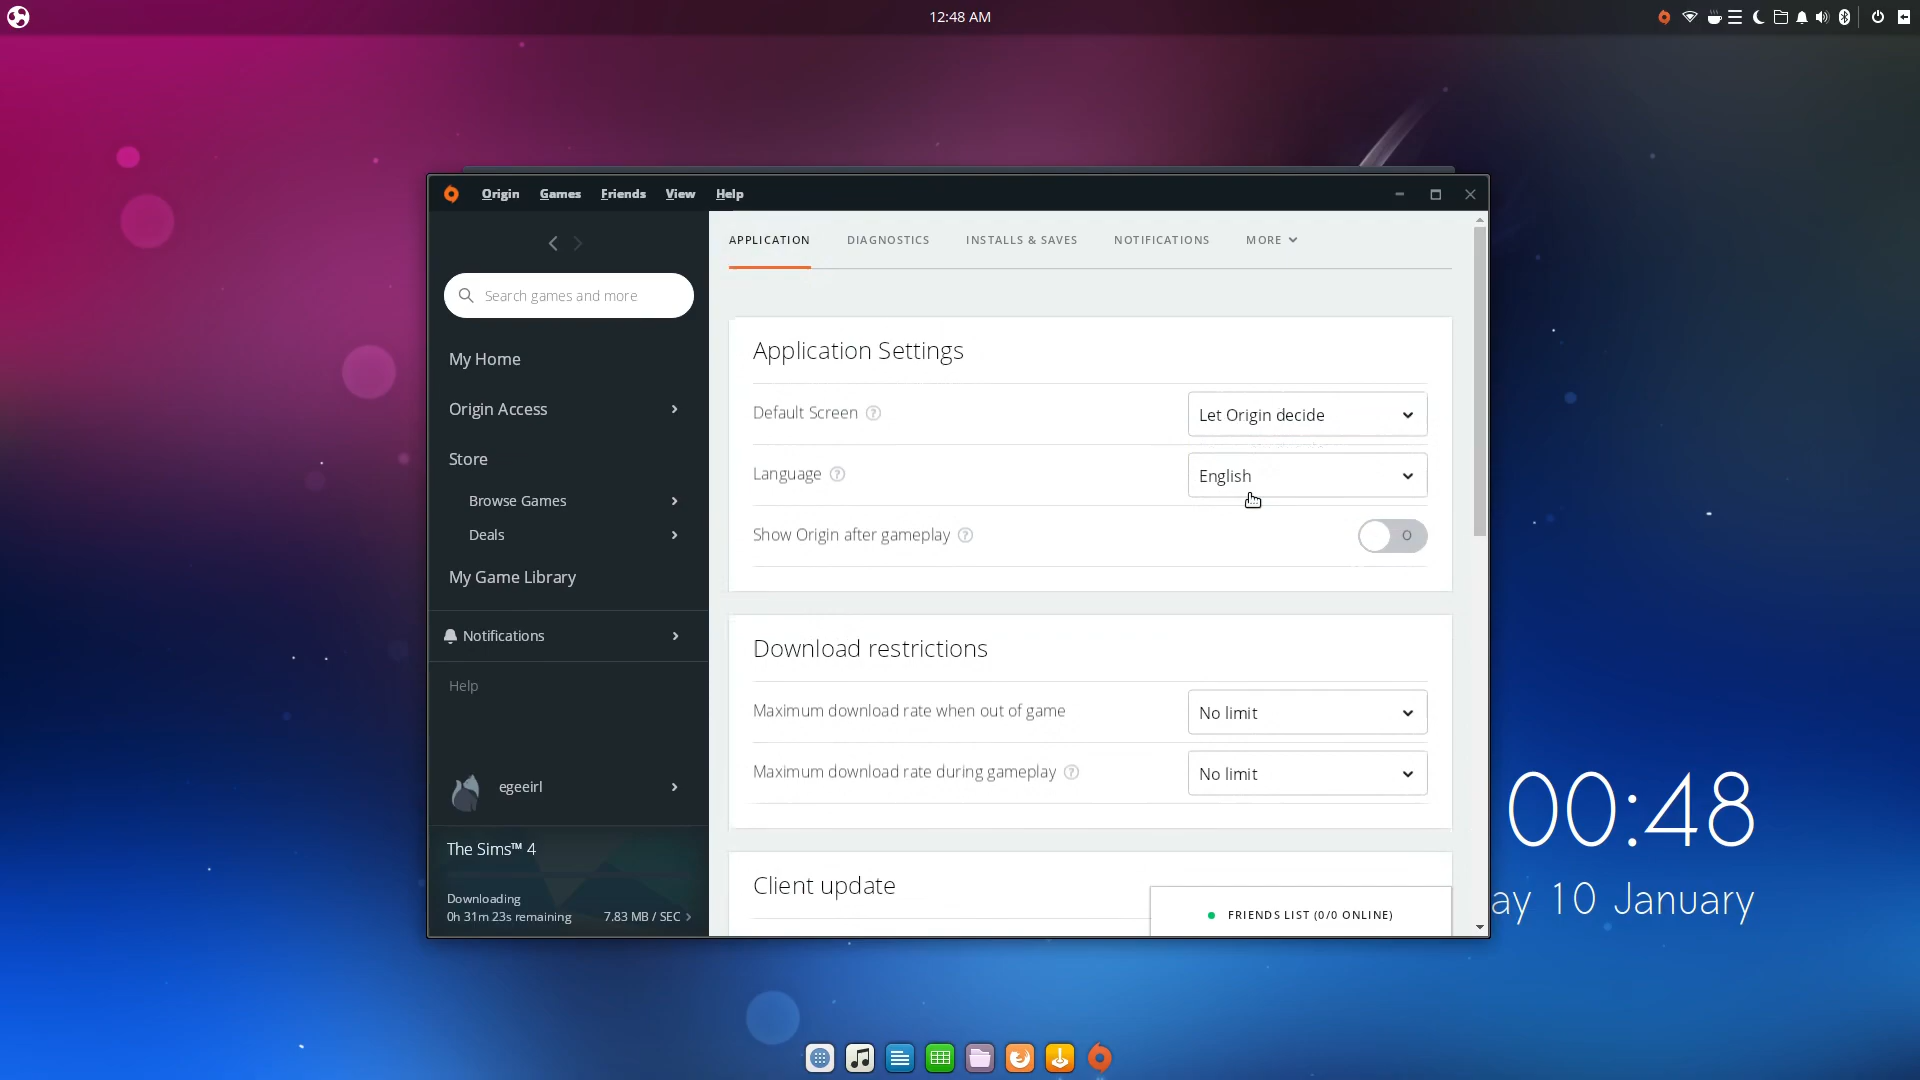 12:48 AM
Origin Games Friends View Help
Search games and more
My Home
Origin Access
Store
Browse Games
Deals
My Game Library
Notifications
Help
egeeirl
The Sims™ 4
Downloading
0h 31m 23s remaining 7.83 MB / SEC
APPLICATION DIAGNOSTICS INSTALLS & SAVES NOTIFICATIONS MORE
Application Settings
Default Screen ? Let Origin decide
Language ? English
Show Origin after gameplay ? O
Download restrictions
Maximum download rate when out of game No limit
Maximum download rate during gameplay ? No limit
Client update
FRIENDS LIST (0/0 ONLINE)
00:48
ay 10 January